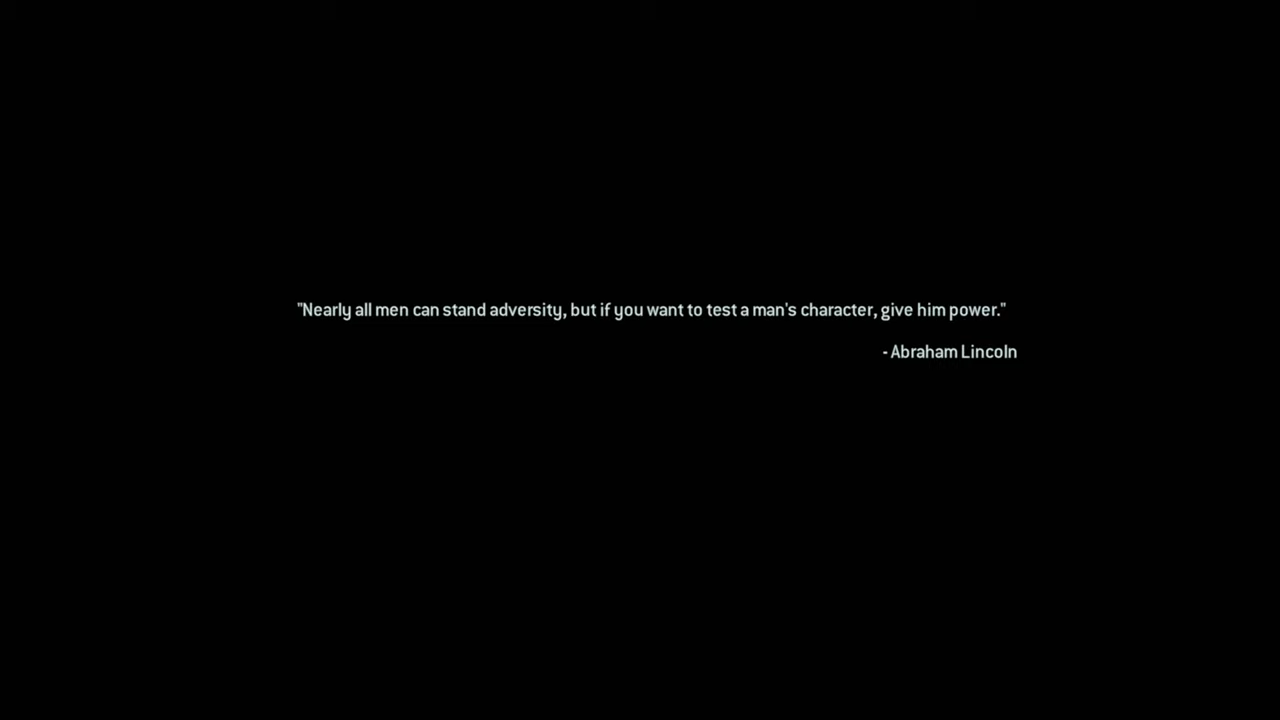 "Nearly all men can stand adversity, but if you want to test a man's character, give him power."
- Abraham Lincoln